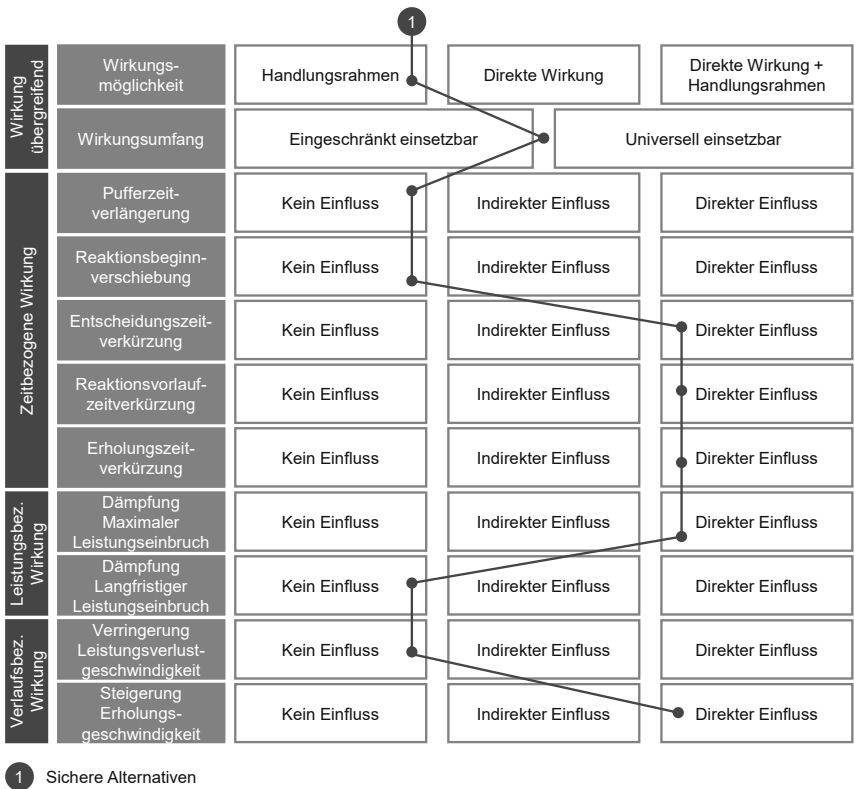 1
Wirkung
übergreifend
Wirkungs-
möglichkeit
Handlungsrahmen
Direkte Wirkung
Direkte Wirkung +
Handlungsrahmen
Wirkungsumfang
Eingeschränkt einsetzbar
Universell einsetzbar
Zeitbezogene Wirkung
Pufferzeit-
verlängerung
Kein Einfluss
Indirekter Einfluss
Direkter Einfluss
Reaktionsbeginn-
verschiebung
Kein Einfluss
Indirekter Einfluss
Direkter Einfluss
Entscheidungszeit-
verkürzung
Kein Einfluss
Indirekter Einfluss
Direkter Einfluss
Reaktionsvorlauf-
zeitverkürzung
Kein Einfluss
Indirekter Einfluss
Direkter Einfluss
Erholungszeit-
verkürzung
Kein Einfluss
Indirekter Einfluss
Direkter Einfluss
Leistungsbez.
Wirkung
Dämpfung
Maximaler
Leistungseinbruch
Kein Einfluss
Indirekter Einfluss
Direkter Einfluss
Dämpfung
Langfristiger
Leistungseinbruch
Kein Einfluss
Indirekter Einfluss
Direkter Einfluss
Verlaufsbez.
Wirkung
Verringerung
Leistungsverlust-
geschwindigkeit
Kein Einfluss
Indirekter Einfluss
Direkter Einfluss
Steigerung
Erholungs-
geschwindigkeit
Kein Einfluss
Indirekter Einfluss
Direkter Einfluss
1 Sichere Alternativen